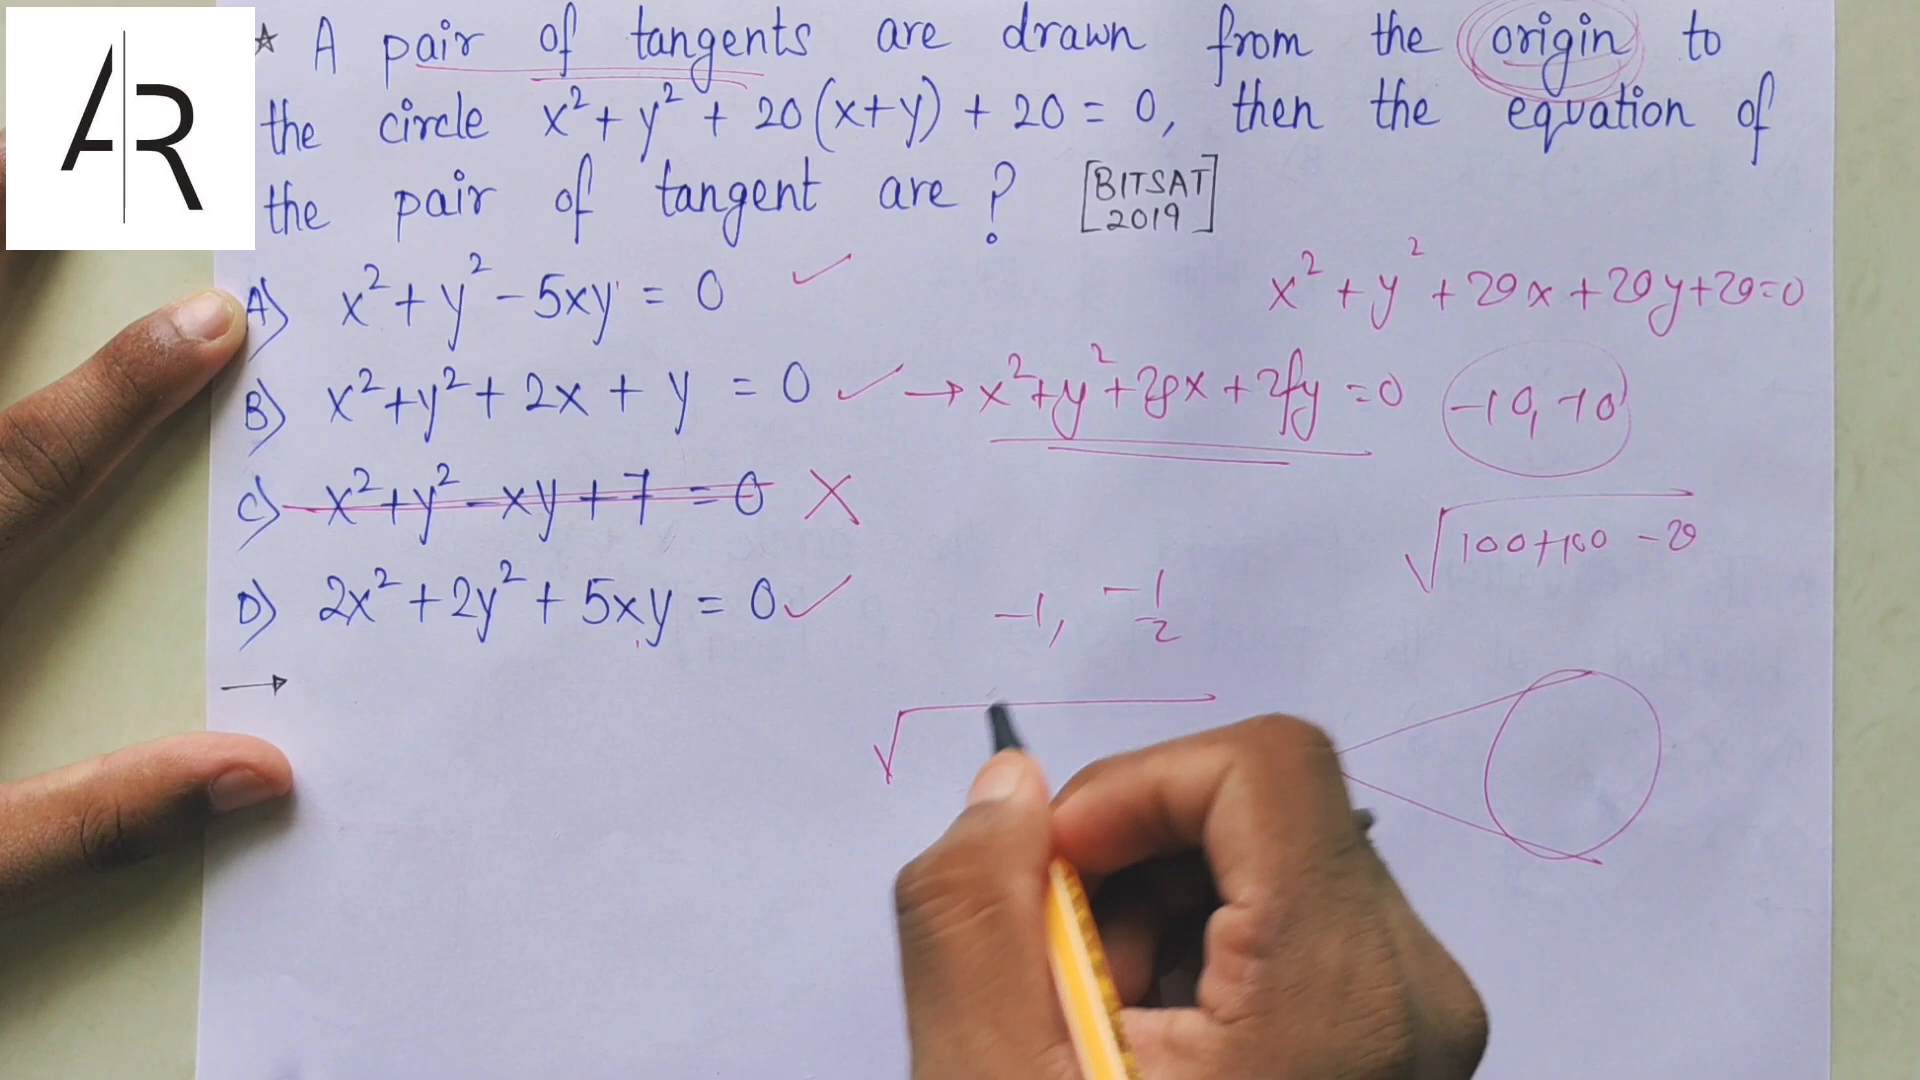 AR
☆ A pair of tangents are drawn from the origin to
the circle x² + y² + 20(x+y) + 20 = 0, then the equation of
the pair of tangent are ? [BITSAT 2019]
A) x² + y² - 5xy = 0 ✓
x² + y² + 20x + 20y + 20 = 0
B) x² + y² + 2x + y = 0 ✓ → x² + y² + 2gx + 2fy = 0
-10, -10
C) x² + y² - xy + 7 = 0 ✗
√100+100-20
D) 2x² + 2y² + 5xy = 0 ✓
-1, -1/2
→
√